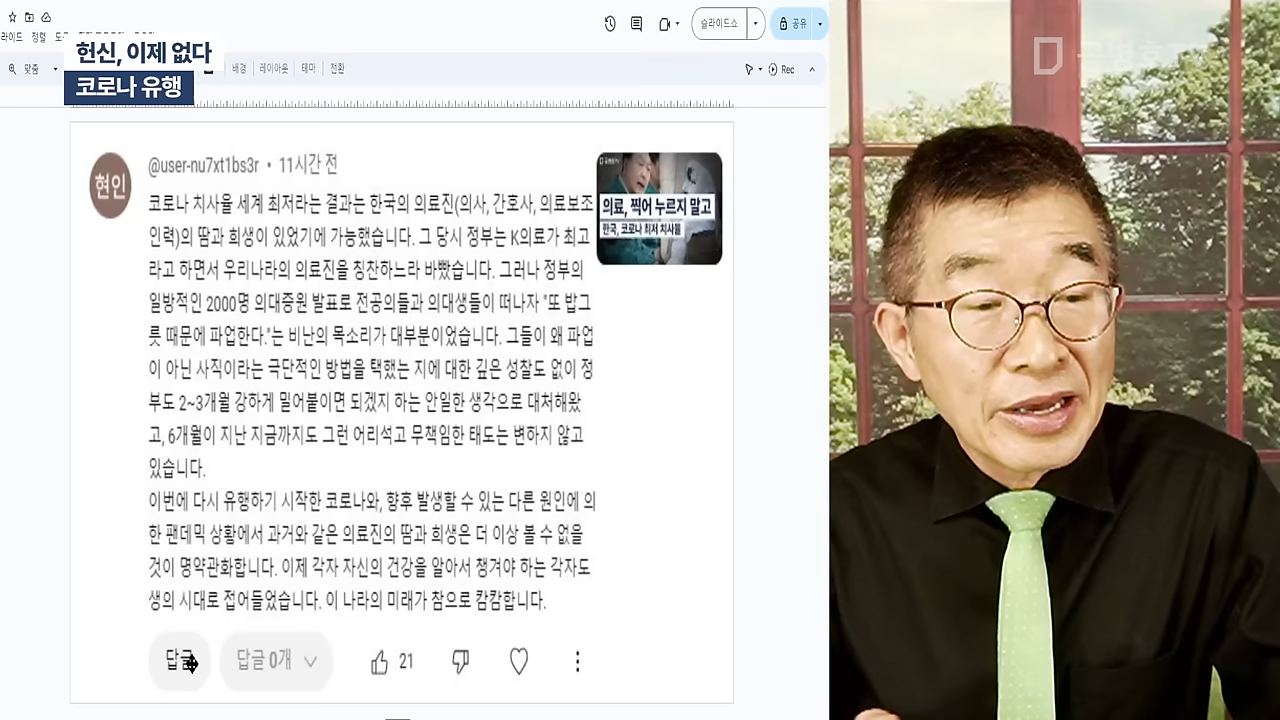 슬라이드쇼
공유
라이드 정렬
헌신, 이제 없다
코로나 유행
맞춤
배경 레이아웃 테마 전환
Rec
현인
@user-nu7xt1bs3r • 11시간 전
코로나 치사율 세계 최저라는 결과는 한국의 의료진(의사, 간호사, 의료보조
인력)의 땀과 희생이 있었기에 가능했습니다. 그 당시 정부는 K의료가 최고
라고 하면서 우리나라의 의료진을 칭찬하느라 바빴습니다. 그러나 정부의
일방적인 2000명 의대증원 발표로 전공의들과 의대생들이 떠나자 "또 밥그
릇 때문에 파업한다."는 비난의 목소리가 대부분이었습니다. 그들이 왜 파업
이 아닌 사직이라는 극단적인 방법을 택했는 지에 대한 깊은 성찰도 없이 정
부도 2~3개월 강하게 밀어붙이면 되겠지 하는 안일한 생각으로 대처해왔
고, 6개월이 지난 지금까지도 그런 어리석고 무책임한 태도는 변하지 않고
있습니다.
이번에 다시 유행하기 시작한 코로나와, 향후 발생할 수 있는 다른 원인에 의
한 팬데믹 상황에서 과거와 같은 의료진의 땀과 희생은 더 이상 볼 수 없을
것이 명약관화합니다. 이제 각자 자신의 건강을 알아서 챙겨야 하는 각자도
생의 시대로 접어들었습니다. 이 나라의 미래가 참으로 캄캄합니다.
의료, 찍어 누르지 말고
한국, 코로나 최저 치사율
답글
답글 0개
21